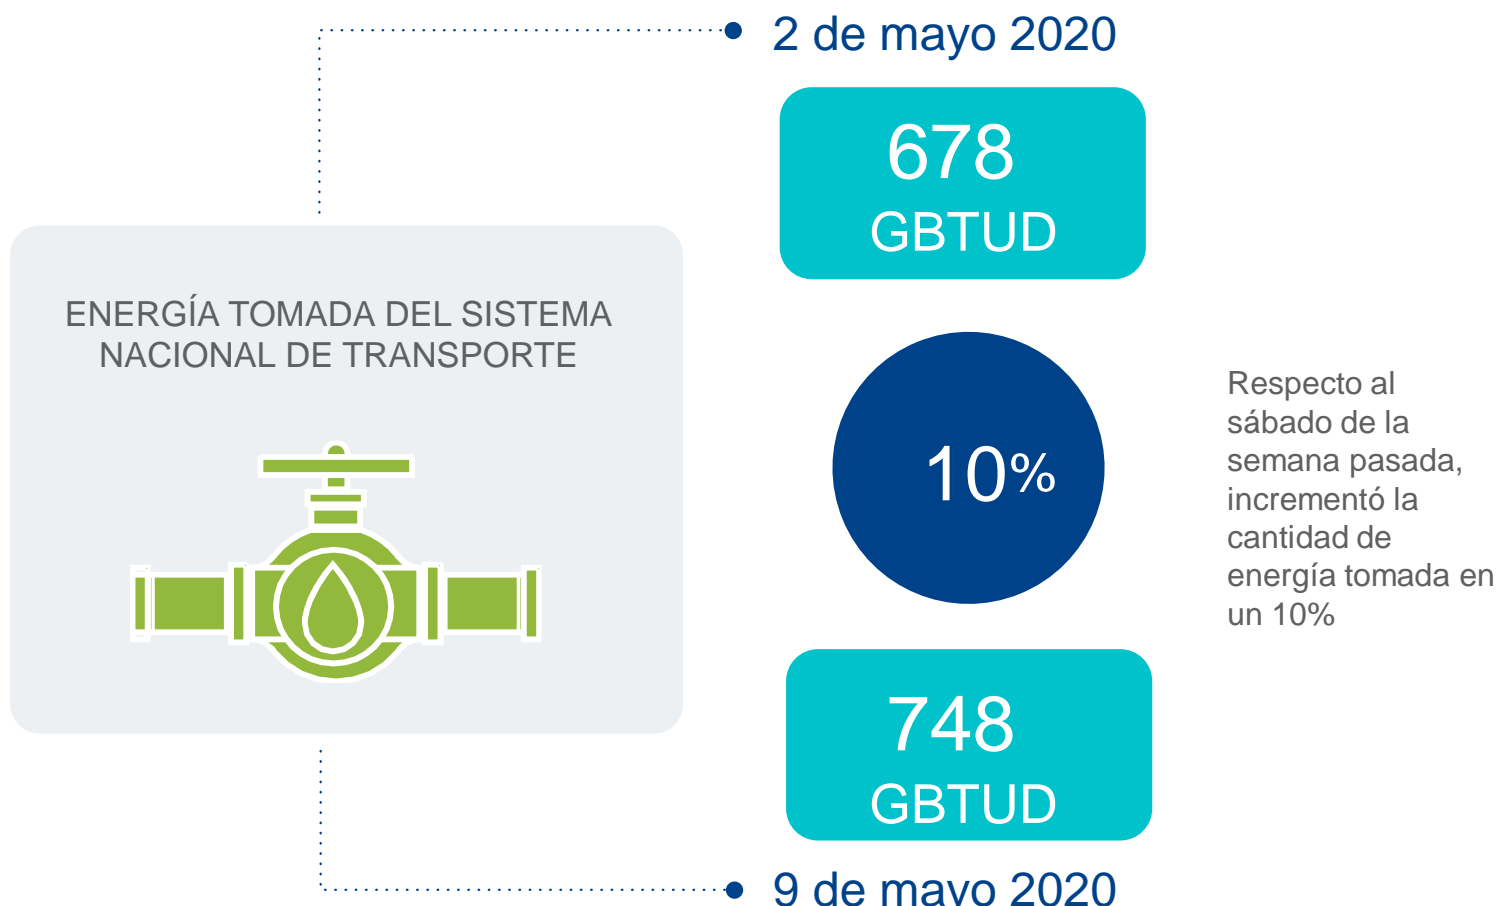 2 de mayo 2020
678
GBTUD
ENERGÍA TOMADA DEL SISTEMA
NACIONAL DE TRANSPORTE
10%
Respecto al
sábado de la
semana pasada,
incrementó la
cantidad de
energía tomada en
un 10%
748
GBTUD
9 de mayo 2020